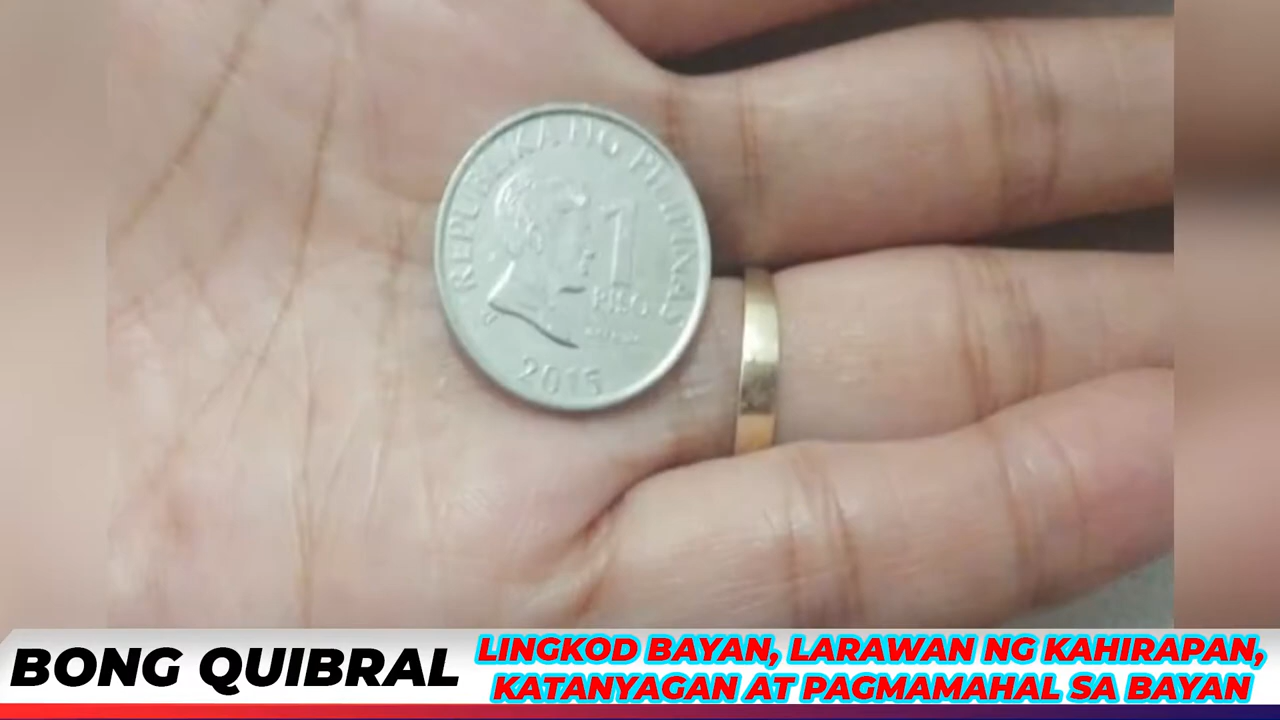 REPUBLIKA NG PILIPINAS
1
PISO
2015
BONG QUIBRAL
LINGKOD BAYAN, LARAWAN NG KAHIRAPAN,
KATANYAGAN AT PAGMAMAHAL SA BAYAN